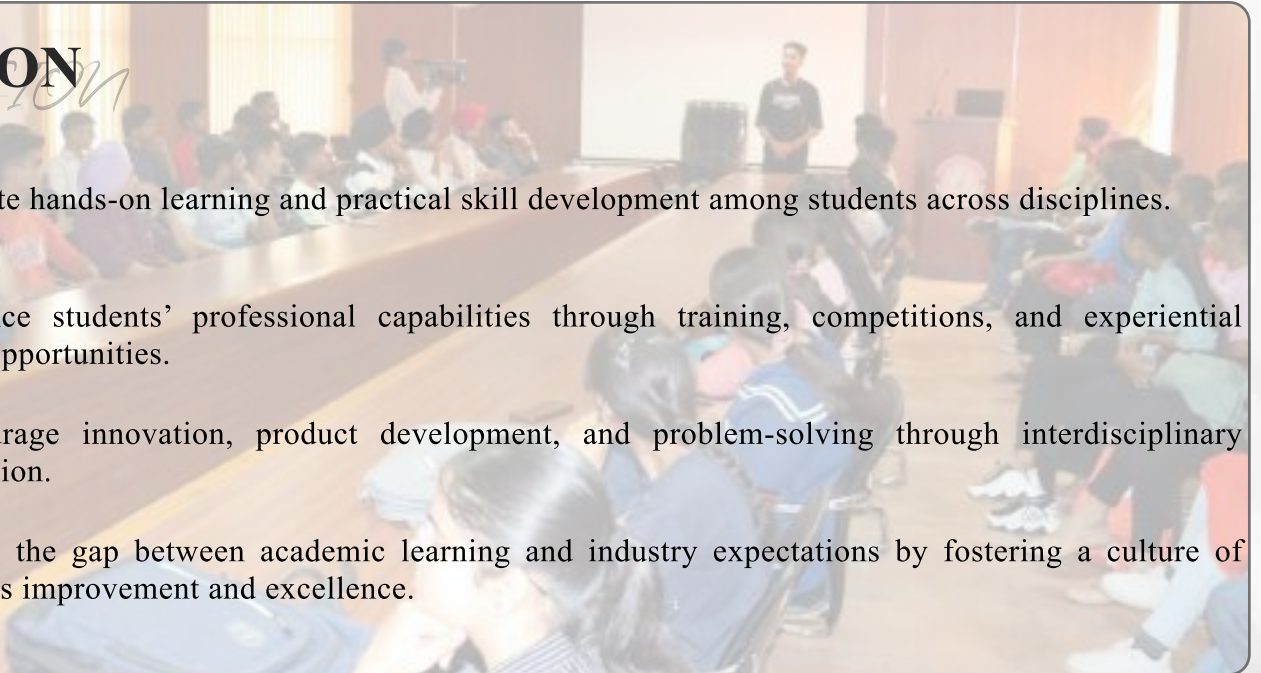 ON
te hands-on learning and practical skill development among students across disciplines.
ce students’ professional capabilities through training, competitions, and experiential
pportunities.
rage innovation, product development, and problem-solving through interdisciplinary
ion.
the gap between academic learning and industry expectations by fostering a culture of
s improvement and excellence.